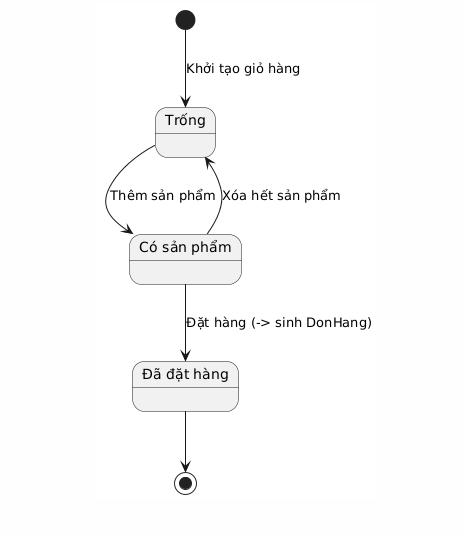 Khởi tạo giỏ hàng
Trống
Thêm sản phẩm
Xóa hết sản phẩm
Có sản phẩm
Đặt hàng (-> sinh DonHang)
Đã đặt hàng